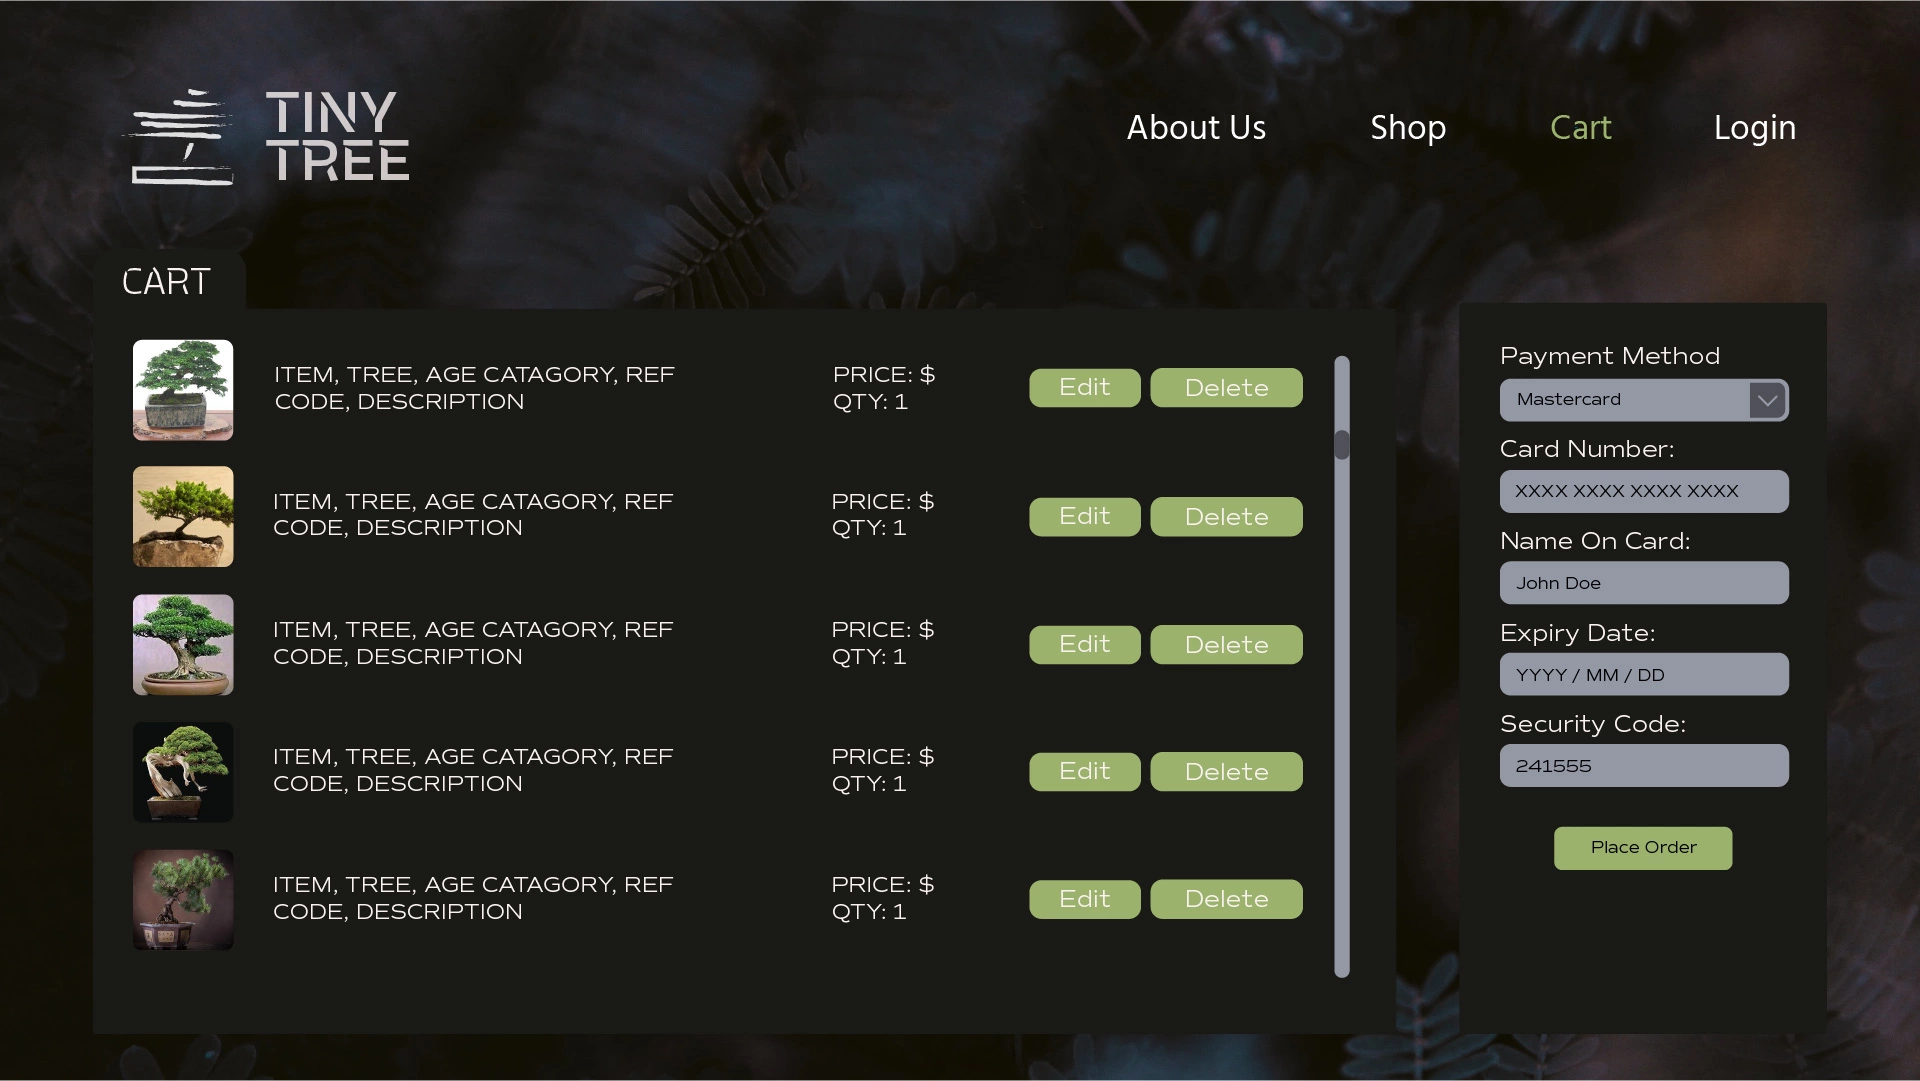 TINY
TREE
About Us
Shop
Cart
Login
CART
ITEM, TREE, AGE CATAGORY, REF
CODE, DESCRIPTION
PRICE: $
QTY: 1
Edit
Delete
ITEM, TREE, AGE CATAGORY, REF
CODE, DESCRIPTION
PRICE: $
QTY: 1
Edit
Delete
ITEM, TREE, AGE CATAGORY, REF
CODE, DESCRIPTION
PRICE: $
QTY: 1
Edit
Delete
ITEM, TREE, AGE CATAGORY, REF
CODE, DESCRIPTION
PRICE: $
QTY: 1
Edit
Delete
ITEM, TREE, AGE CATAGORY, REF
CODE, DESCRIPTION
PRICE: $
QTY: 1
Edit
Delete
Payment Method
Mastercard
Card Number:
XXXX XXXX XXXX XXXX
Name On Card:
John Doe
Expiry Date:
YYYY / MM / DD
Security Code:
241555
Place Order